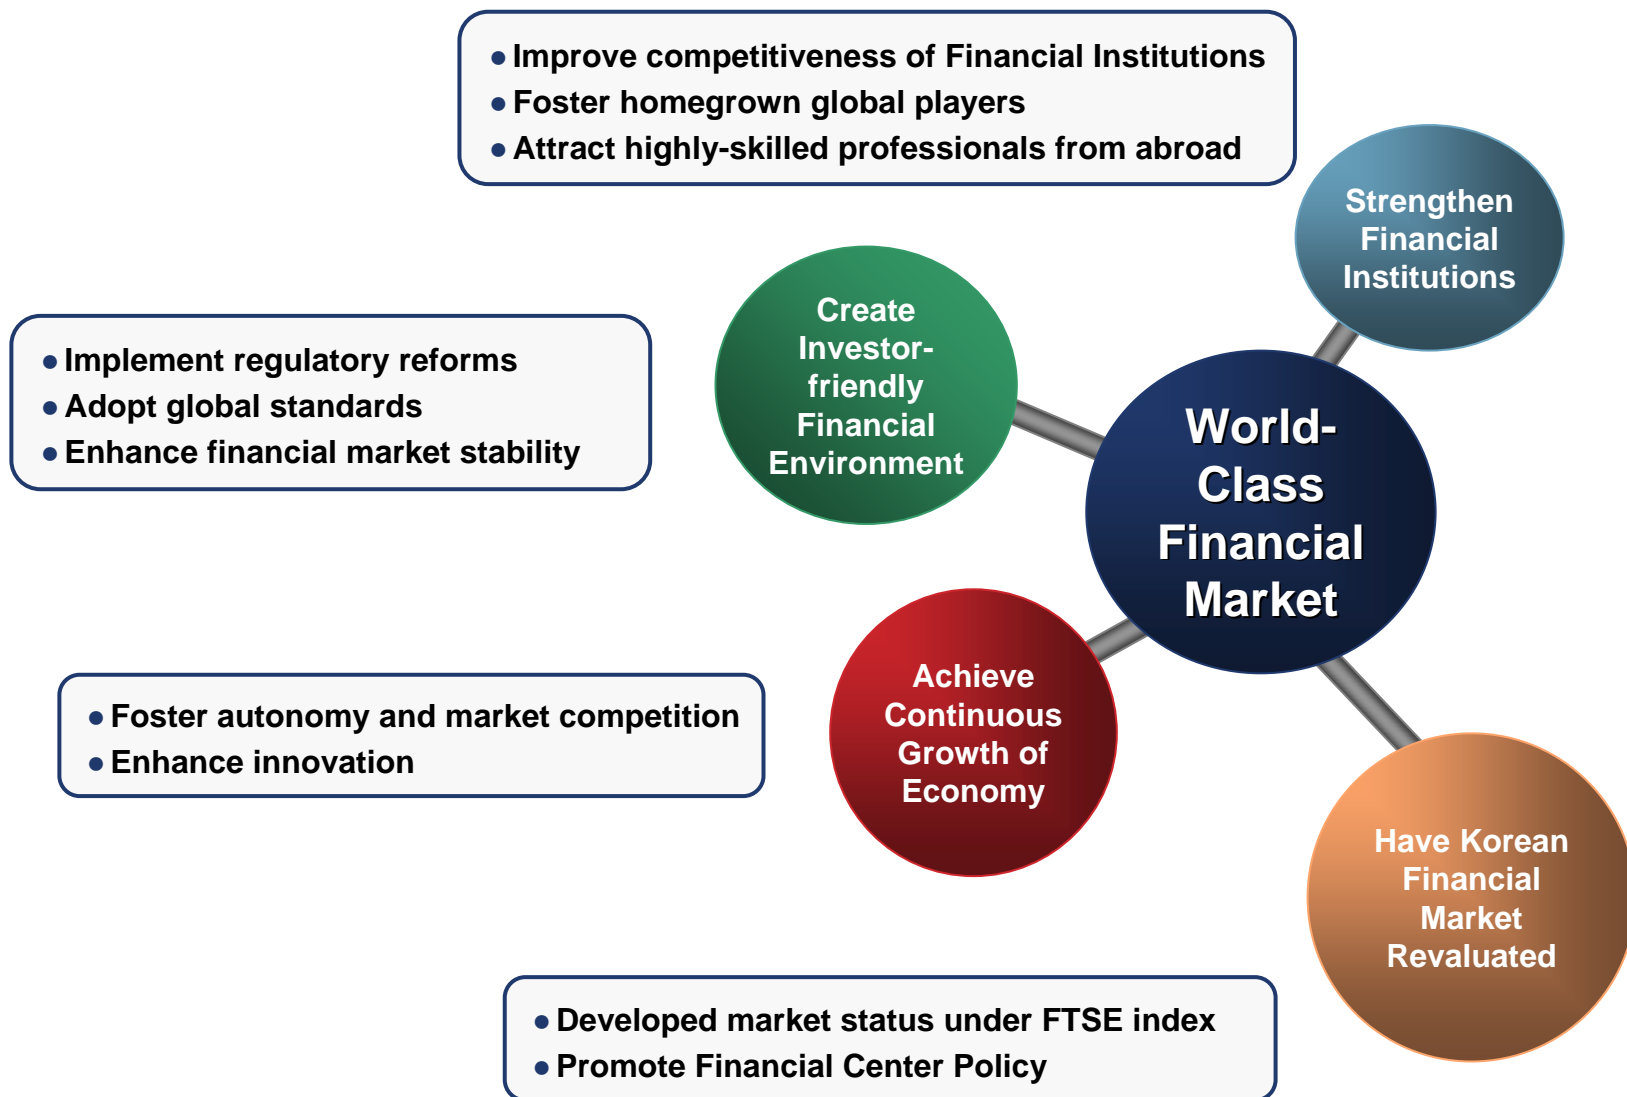 ● Improve competitiveness of Financial Institutions
● Foster homegrown global players
● Attract highly-skilled professionals from abroad
Strengthen
Financial
Institutions
Create
Investor-
friendly
Financial
Environment
● Implement regulatory reforms
● Adopt global standards
● Enhance financial market stability
World-
Class
Financial
Market
Achieve
Continuous
Growth of
Economy
● Foster autonomy and market competition
● Enhance innovation
Have Korean
Financial
Market
Revaluated
● Developed market status under FTSE index
● Promote Financial Center Policy